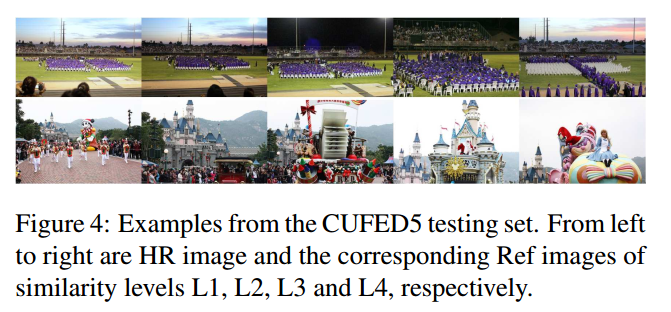 Figure 4: Examples from the CUFED5 testing set. From left
to right are HR image and the corresponding Ref images of
similarity levels L1, L2, L3 and L4, respectively.